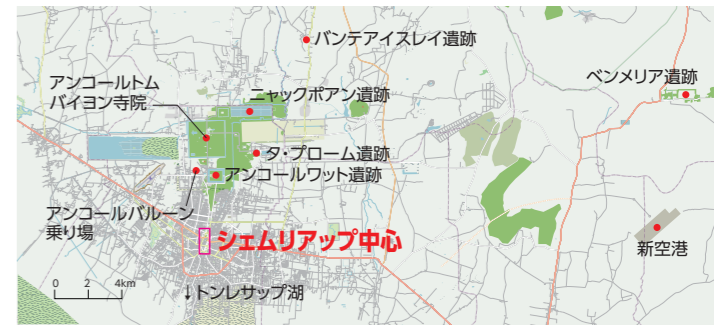 バンテアイスレイ遺跡
ベンメリア遺跡
アンコールトム
バイヨン寺院
ニャックポアン遺跡
タ・プローム遺跡
アンコールワット遺跡
アンコールバルーン
乗り場
シェムリアップ中心
新空港
0 2 4km
↓トンレサップ湖